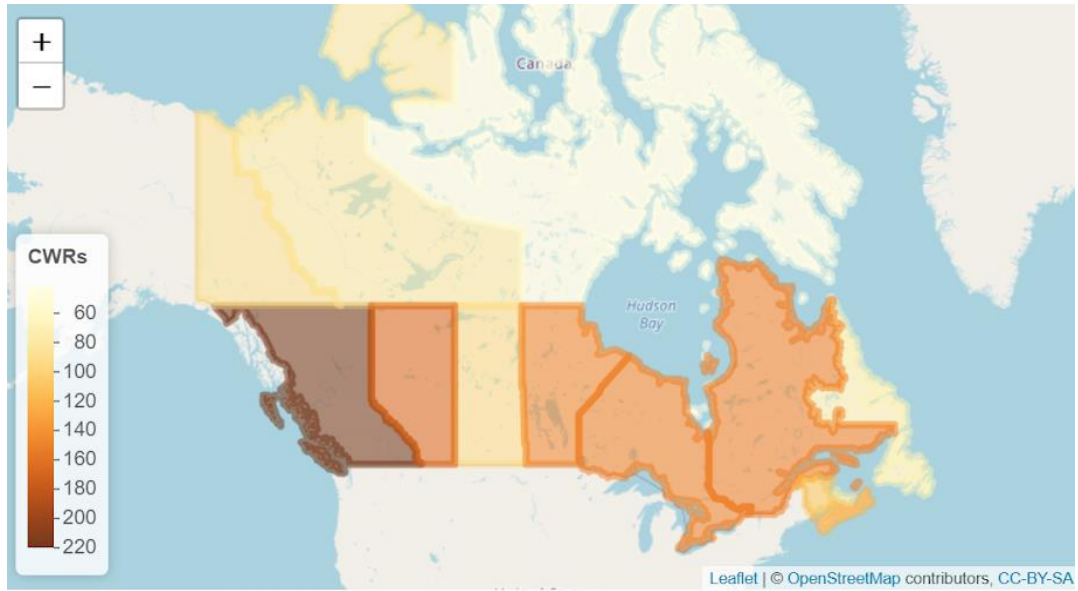 +
Canada
−
CWRs
60
80
100
120
140
160
180
200
220
Hudson
Bay
Leaflet | © OpenStreetMap contributors, CC-BY-SA